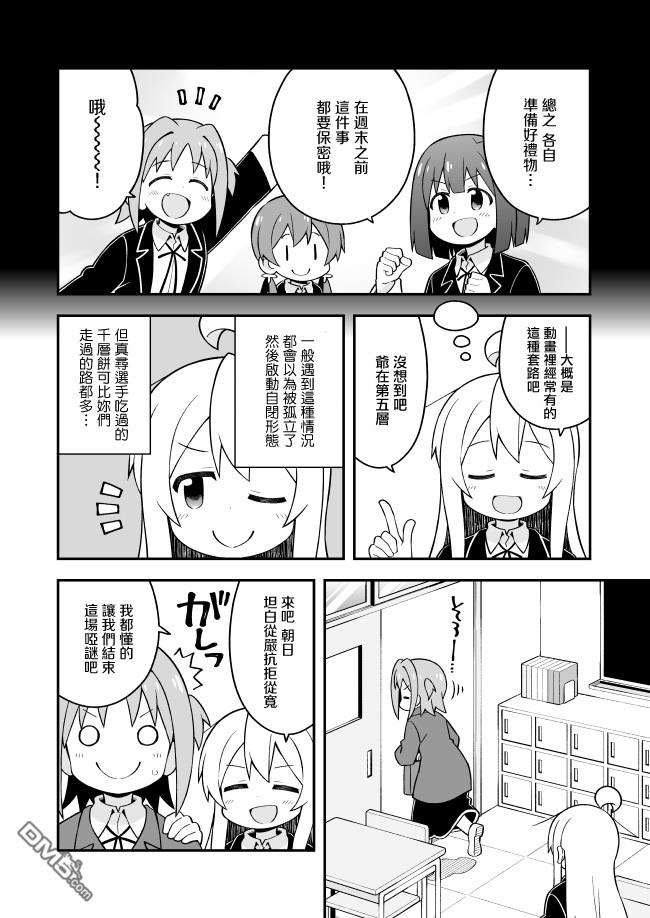 總之 各自
準備好禮物…
在週末之前
這件事
都要保密哦！
哦
〜〜〜〜！
——大概是
動畫裡經常有的
這種套路吧
沒想到吧
爺在第五層
一般遇到這種情況
都會以為被孤立了
然後啟動自閉形態
但真尋選手吃過的
千層餅可比妳們
走過的路都多…
そ〜…
來吧 朝日
坦白從嚴抗拒從寬
ガしっ
我都懂的
讓我們結束
這場啞謎吧
DM5.com